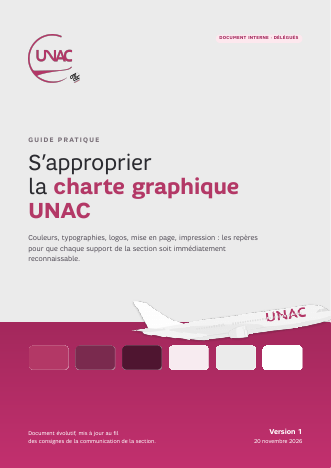 UNAC
DOCUMENT INTERNE · DÉLÉGUÉS
GUIDE PRATIQUE
S’approprier
la charte graphique
UNAC
Couleurs, typographies, logos, mise en page, impression : les repères
pour que chaque support de la section soit immédiatement
reconnaissable.
UNAC
Document évolutif, mis à jour au fil
des consignes de la communication de la section.
Version 1
20 novembre 2026